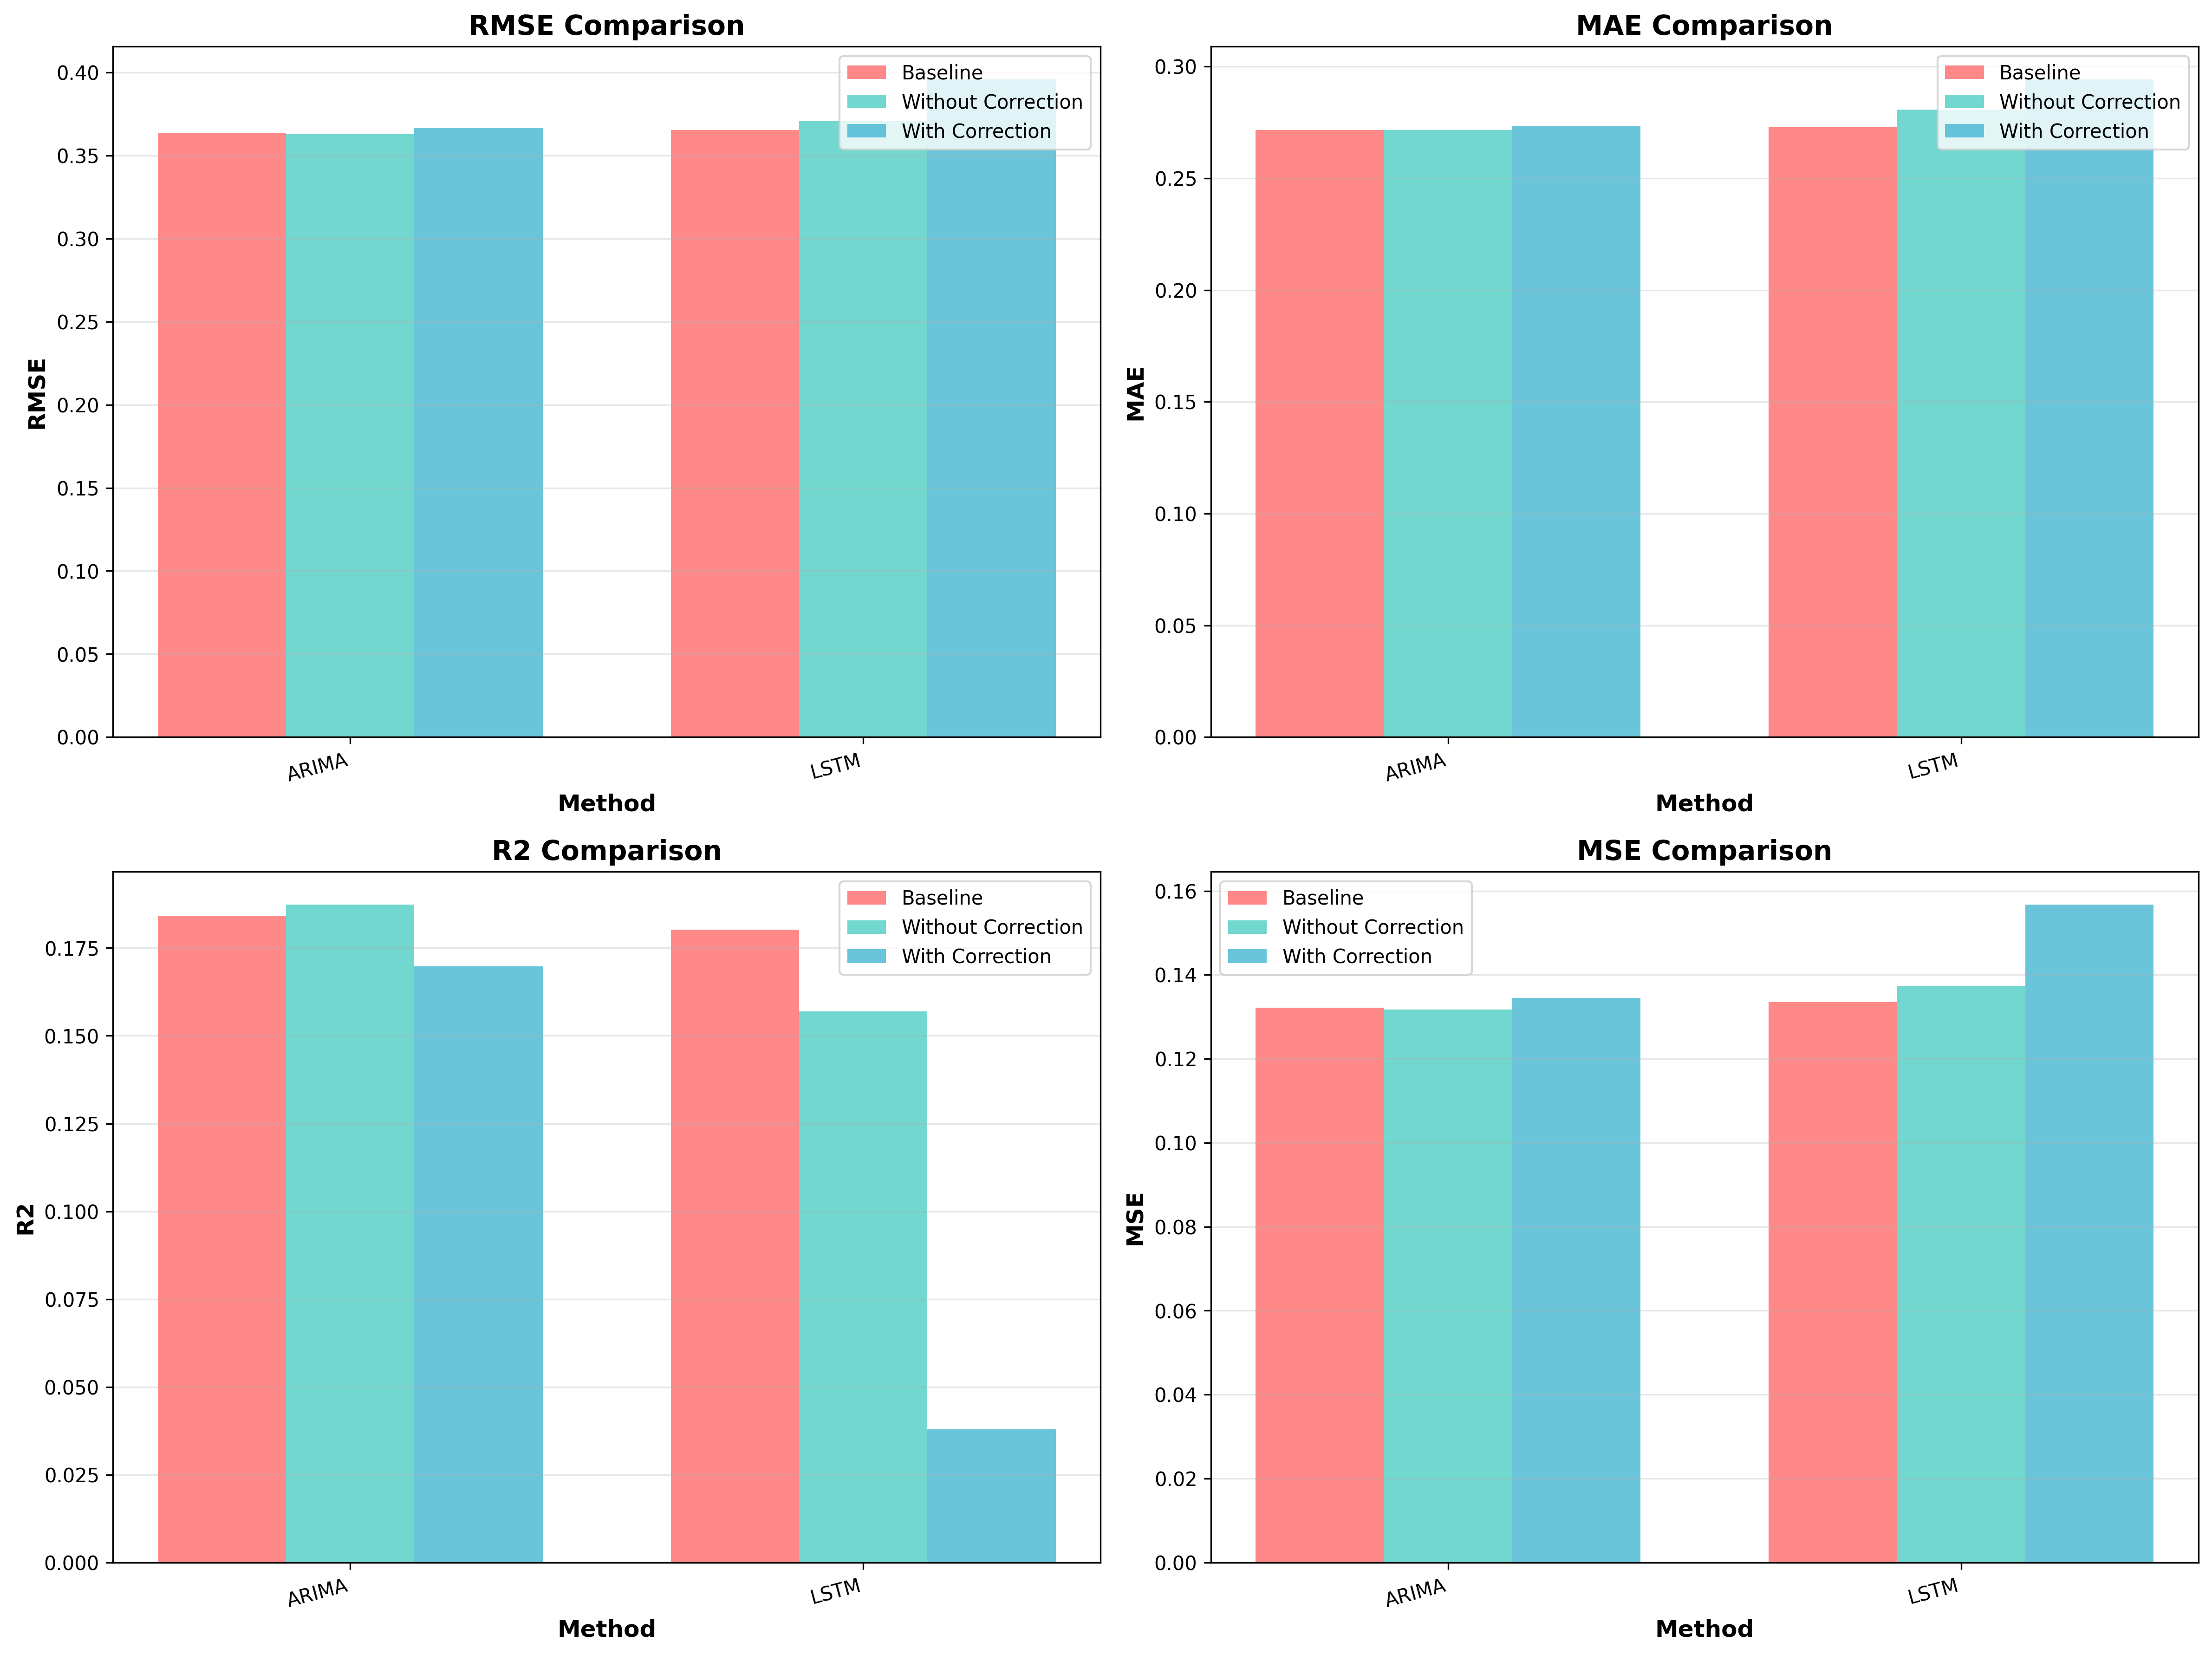 RMSE Comparison
RMSE
0.40
0.35
0.30
0.25
0.20
0.15
0.10
0.05
0.00
Baseline
Without Correction
With Correction
ARIMA
LSTM
Method
MAE Comparison
MAE
0.30
0.25
0.20
0.15
0.10
0.05
0.00
Baseline
Without Correction
With Correction
ARIMA
LSTM
Method
R2 Comparison
R2
0.175
0.150
0.125
0.100
0.075
0.050
0.025
0.000
Baseline
Without Correction
With Correction
ARIMA
LSTM
Method
MSE Comparison
MSE
0.16
0.14
0.12
0.10
0.08
0.06
0.04
0.02
0.00
Baseline
Without Correction
With Correction
ARIMA
LSTM
Method